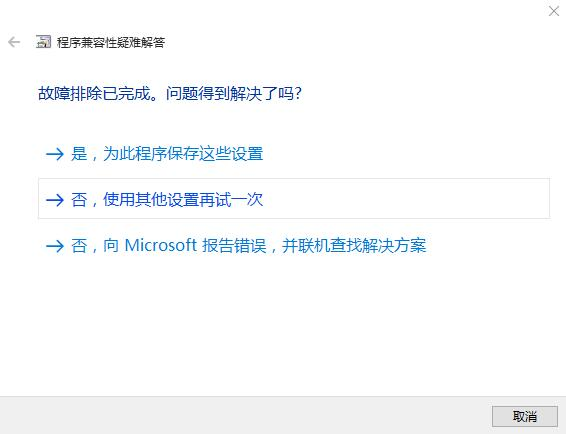 程序兼容性疑难解答
故障排除已完成。问题得到解决了吗?
是，为此程序保存这些设置
否，使用其他设置再试一次
否，向 Microsoft 报告错误，并联机查找解决方案
取消